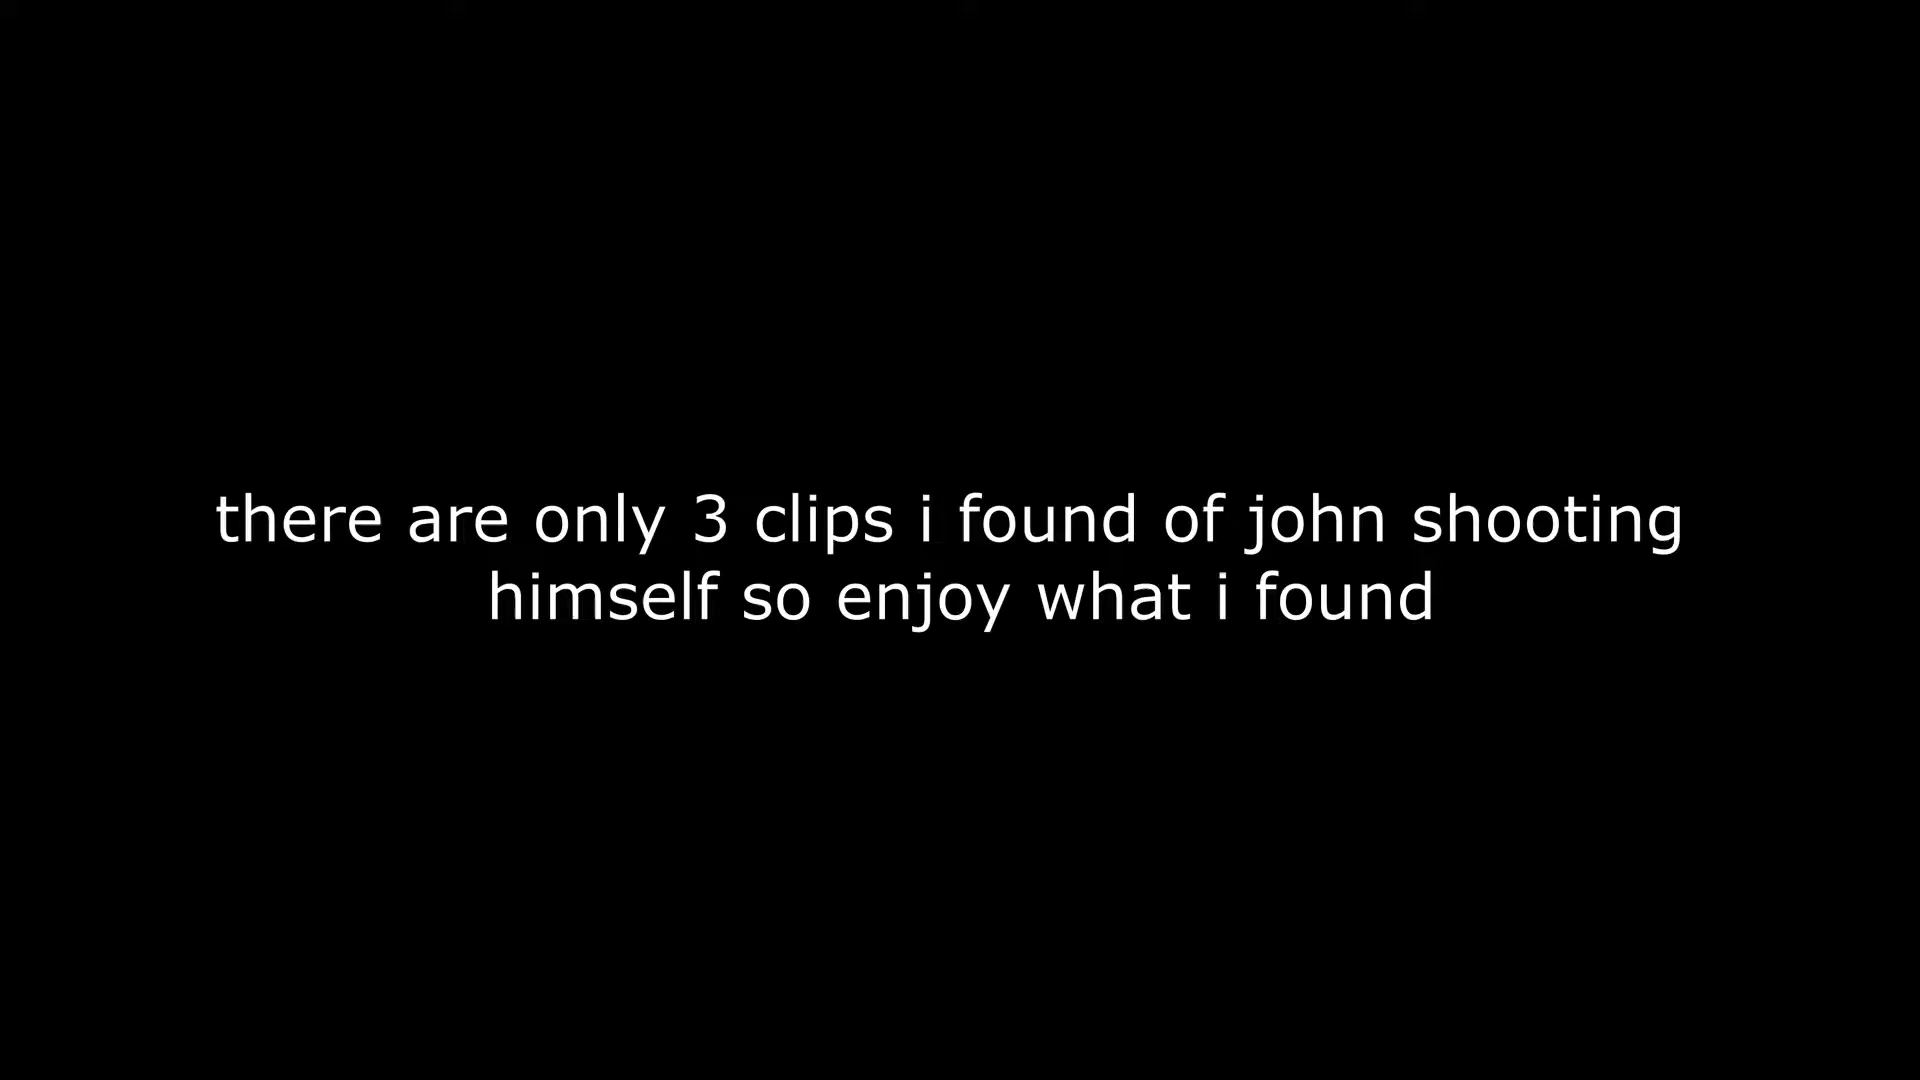 there are only 3 clips i found of john shooting
himself so enjoy what i found